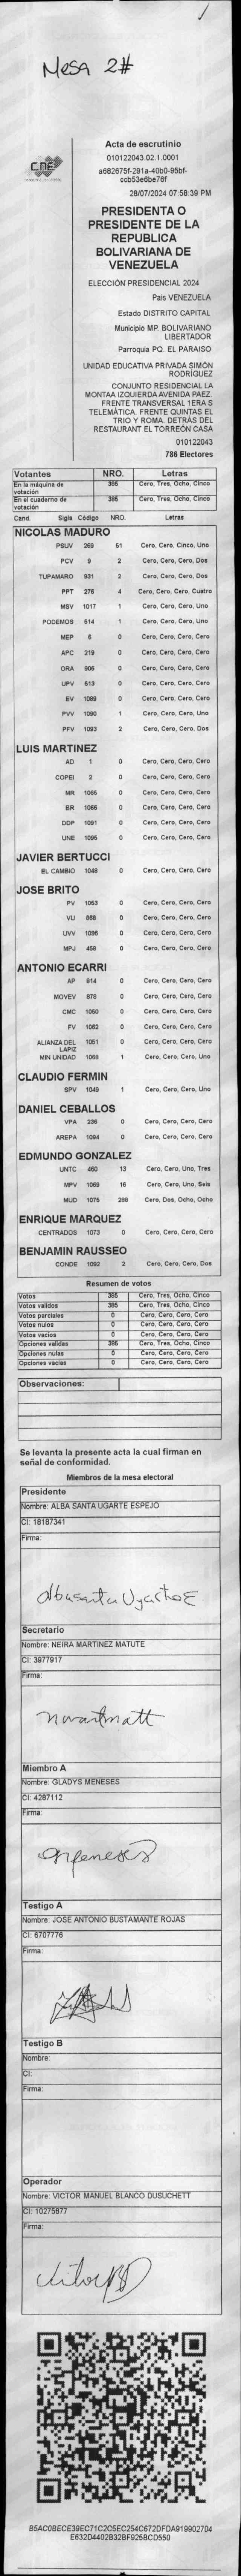 Mesa 2#
CNE
Acta de escrutinio
010122043.02.1.0001
a682675f-291a-40b0-95bf-
ccb53e6be76f
28/07/2024 07:58:39 PM
PRESIDENTA O
PRESIDENTE DE LA
REPUBLICA
BOLIVARIANA DE
VENEZUELA
ELECCIÓN PRESIDENCIAL 2024
Pais VENEZUELA
Estado DISTRITO CAPITAL
Municipio MP. BOLIVARIANO
LIBERTADOR
Parroquia PQ. EL PARAISO
UNIDAD EDUCATIVA PRIVADA SIMÓN
RODRÍGUEZ
CONJUNTO RESIDENCIAL LA
MONTAA IZQUIERDA AVENIDA PAEZ.
FRENTE TRANSVERSAL 1ERA S
TELEMÁTICA. FRENTE QUINTAS EL
TRIO Y ROMA. DETRÁS DEL
RESTAURANT EL TORREÓN CASA
010122043
786 Electores
Votantes NRO. Letras
En la máquina de votación 385 Cero, Tres, Ocho, Cinco
En el cuaderno de votación 385 Cero, Tres, Ocho, Cinco
Cand. Sigla Código NRO. Letras
NICOLAS MADURO
PSUV 269 51 Cero, Cero, Cinco, Uno
PCV 9 2 Cero, Cero, Cero, Dos
TUPAMARO 931 2 Cero, Cero, Cero, Dos
PPT 276 4 Cero, Cero, Cero, Cuatro
MSV 1017 1 Cero, Cero, Cero, Uno
PODEMOS 514 1 Cero, Cero, Cero, Uno
MEP 6 0 Cero, Cero, Cero, Cero
APC 219 0 Cero, Cero, Cero, Cero
ORA 906 0 Cero, Cero, Cero, Cero
UPV 513 0 Cero, Cero, Cero, Cero
EV 1089 0 Cero, Cero, Cero, Cero
PVV 1090 1 Cero, Cero, Cero, Uno
PFV 1093 2 Cero, Cero, Cero, Dos
LUIS MARTINEZ
AD 1 0 Cero, Cero, Cero, Cero
COPEI 2 0 Cero, Cero, Cero, Cero
MR 1065 0 Cero, Cero, Cero, Cero
BR 1066 0 Cero, Cero, Cero, Cero
DDP 1091 0 Cero, Cero, Cero, Cero
UNE 1095 0 Cero, Cero, Cero, Cero
JAVIER BERTUCCI
EL CAMBIO 1048 0 Cero, Cero, Cero, Cero
JOSE BRITO
PV 1053 0 Cero, Cero, Cero, Cero
VU 868 0 Cero, Cero, Cero, Cero
UVV 1096 0 Cero, Cero, Cero, Cero
MPJ 458 0 Cero, Cero, Cero, Cero
ANTONIO ECARRI
AP 814 0 Cero, Cero, Cero, Cero
MOVEV 878 0 Cero, Cero, Cero, Cero
CMC 1050 0 Cero, Cero, Cero, Cero
FV 1062 0 Cero, Cero, Cero, Cero
ALIANZA DEL LAPIZ 1051 0 Cero, Cero, Cero, Cero
MIN UNIDAD 1068 1 Cero, Cero, Cero, Uno
CLAUDIO FERMIN
SPV 1049 1 Cero, Cero, Cero, Uno
DANIEL CEBALLOS
VPA 236 0 Cero, Cero, Cero, Cero
AREPA 1094 0 Cero, Cero, Cero, Cero
EDMUNDO GONZALEZ
UNTC 460 13 Cero, Cero, Uno, Tres
MPV 1069 16 Cero, Cero, Uno, Seis
MUD 1075 288 Cero, Dos, Ocho, Ocho
ENRIQUE MARQUEZ
CENTRADOS 1073 0 Cero, Cero, Cero, Cero
BENJAMIN RAUSSEO
CONDE 1092 2 Cero, Cero, Cero, Dos
Resumen de votos
Votos 385 Cero, Tres, Ocho, Cinco
Votos validos 385 Cero, Tres, Ocho, Cinco
Votos parciales 0 Cero, Cero, Cero, Cero
Votos nulos 0 Cero, Cero, Cero, Cero
Votos vacios 0 Cero, Cero, Cero, Cero
Opciones validas 385 Cero, Tres, Ocho, Cinco
Opciones nulas 0 Cero, Cero, Cero, Cero
Opciones vacias 0 Cero, Cero, Cero, Cero
Observaciones:
Se levanta la presente acta la cual firman en
señal de conformidad.
Miembros de la mesa electoral
Presidente
Nombre: ALBA SANTA UGARTE ESPEJO
CI: 18187341
Firma:
Albasanta Ugarte E
Secretario
Nombre: NEIRA MARTINEZ MATUTE
CI: 3977917
Firma:
Miembro A
Nombre: GLADYS MENESES
CI: 4287112
Firma:
Testigo A
Nombre: JOSE ANTONIO BUSTAMANTE ROJAS
CI: 6707776
Firma:
Testigo B
Nombre:
CI:
Firma:
Operador
Nombre: VICTOR MANUEL BLANCO DUSUCHETT
CI: 10275877
Firma:
B5AC0BECE39EC71C2C5EC254C672DFDA919902704
E632D4402B32BF925BCD550